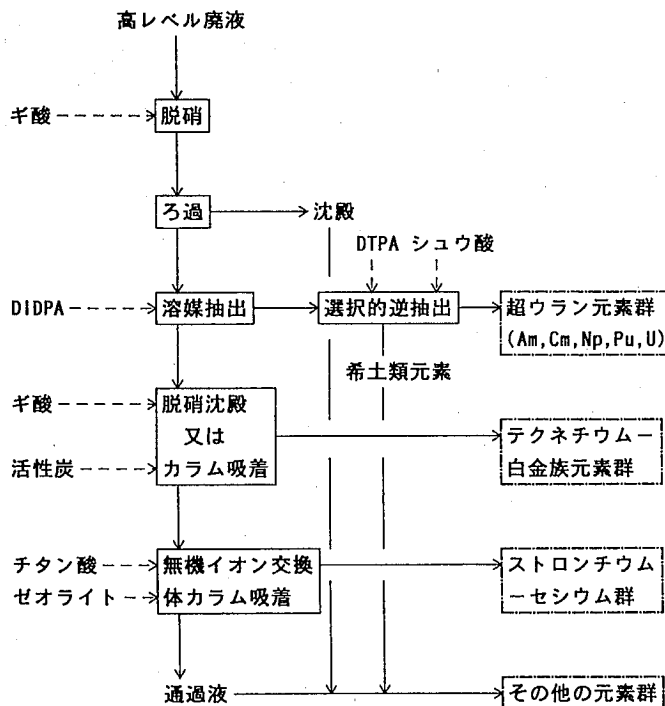 高レベル廃液
ギ酸
脱硝
ろ過
沈殿
DTPA シュウ酸
DIDPA
溶媒抽出
選択的逆抽出
超ウラン元素群
(Am,Cm,Np,Pu,U)
希土類元素
ギ酸
脱硝沈殿
又は
活性炭
カラム吸着
テクネチウム－
白金族元素群
チタン酸
無機イオン交換
ゼオライト
体カラム吸着
ストロンチウム
－セシウム群
通過液
その他の元素群